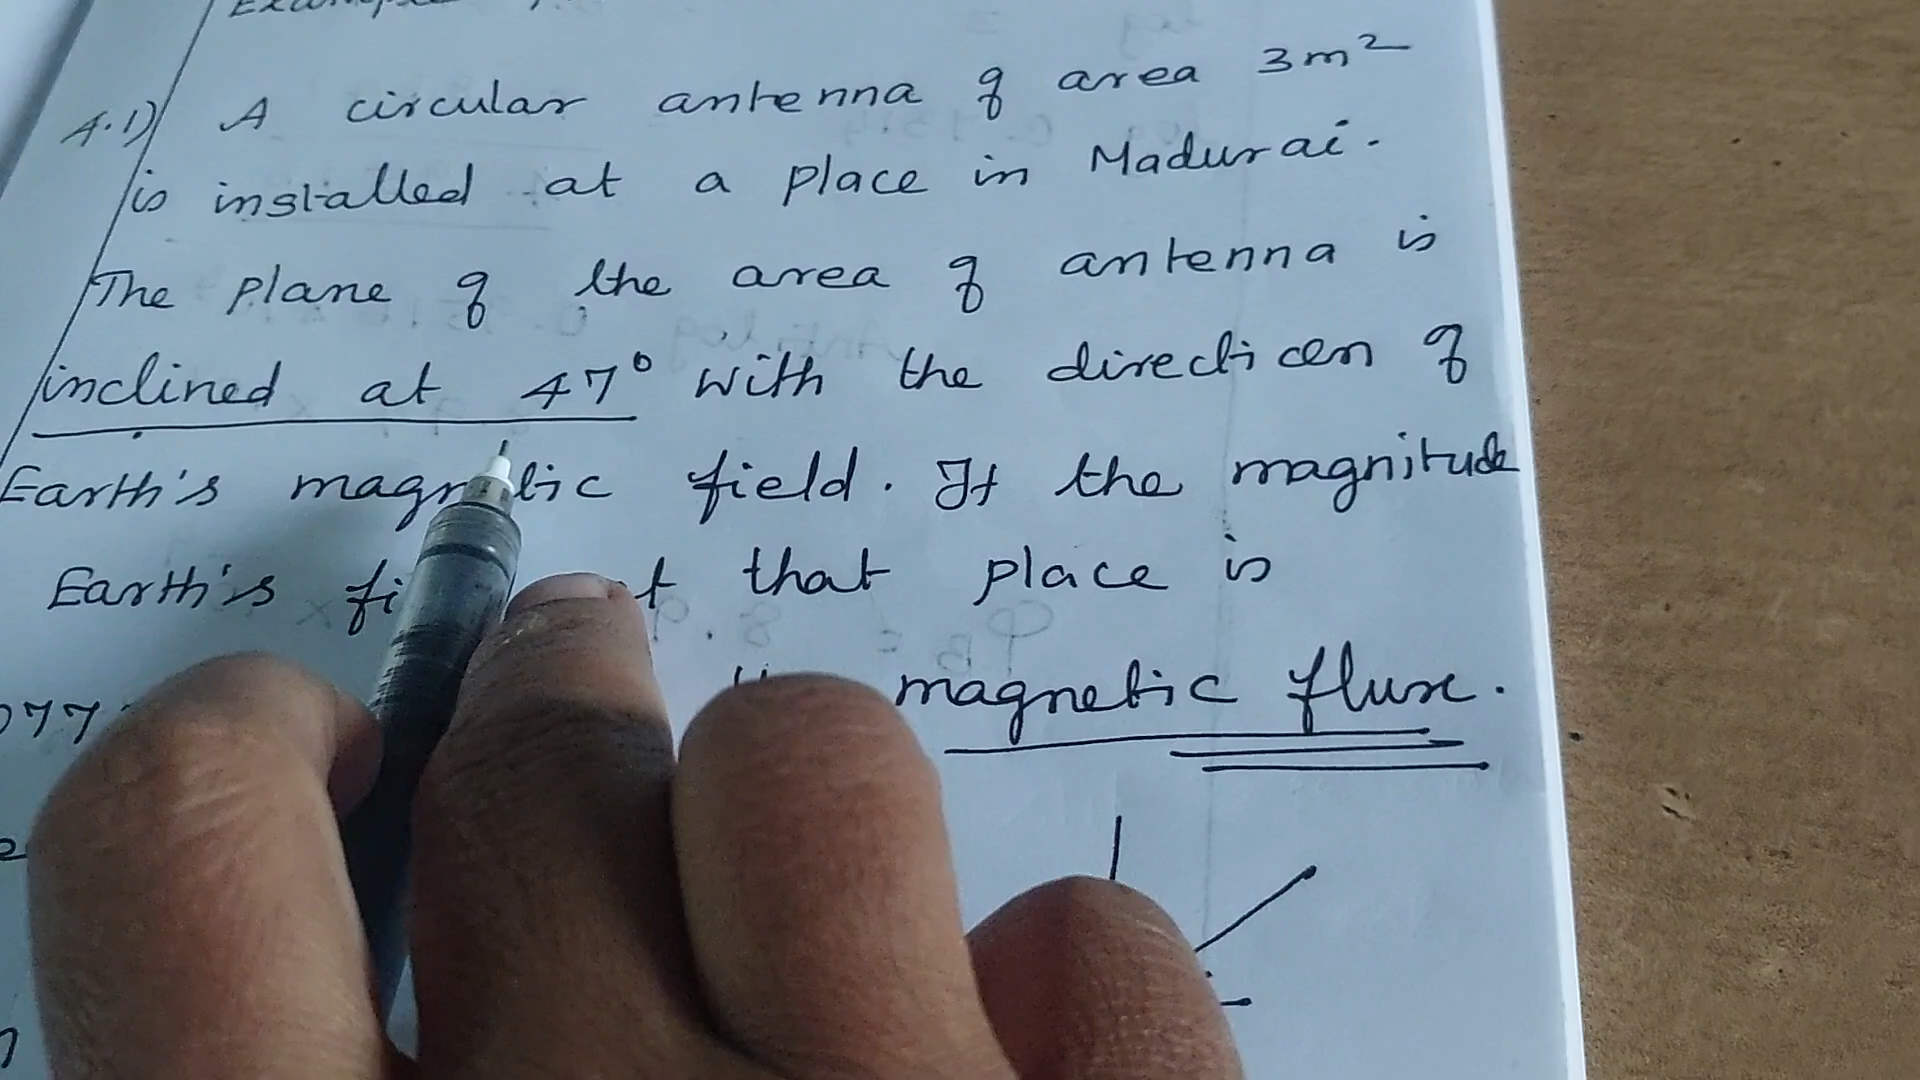 4.1) A circular antenna of area 3m²
is installed at a place in Madurai.
The plane of the area of antenna is
inclined at 47° with the direction of
Earth's magnetic field. If the magnitude
Earth's that place is
magnetic flux.